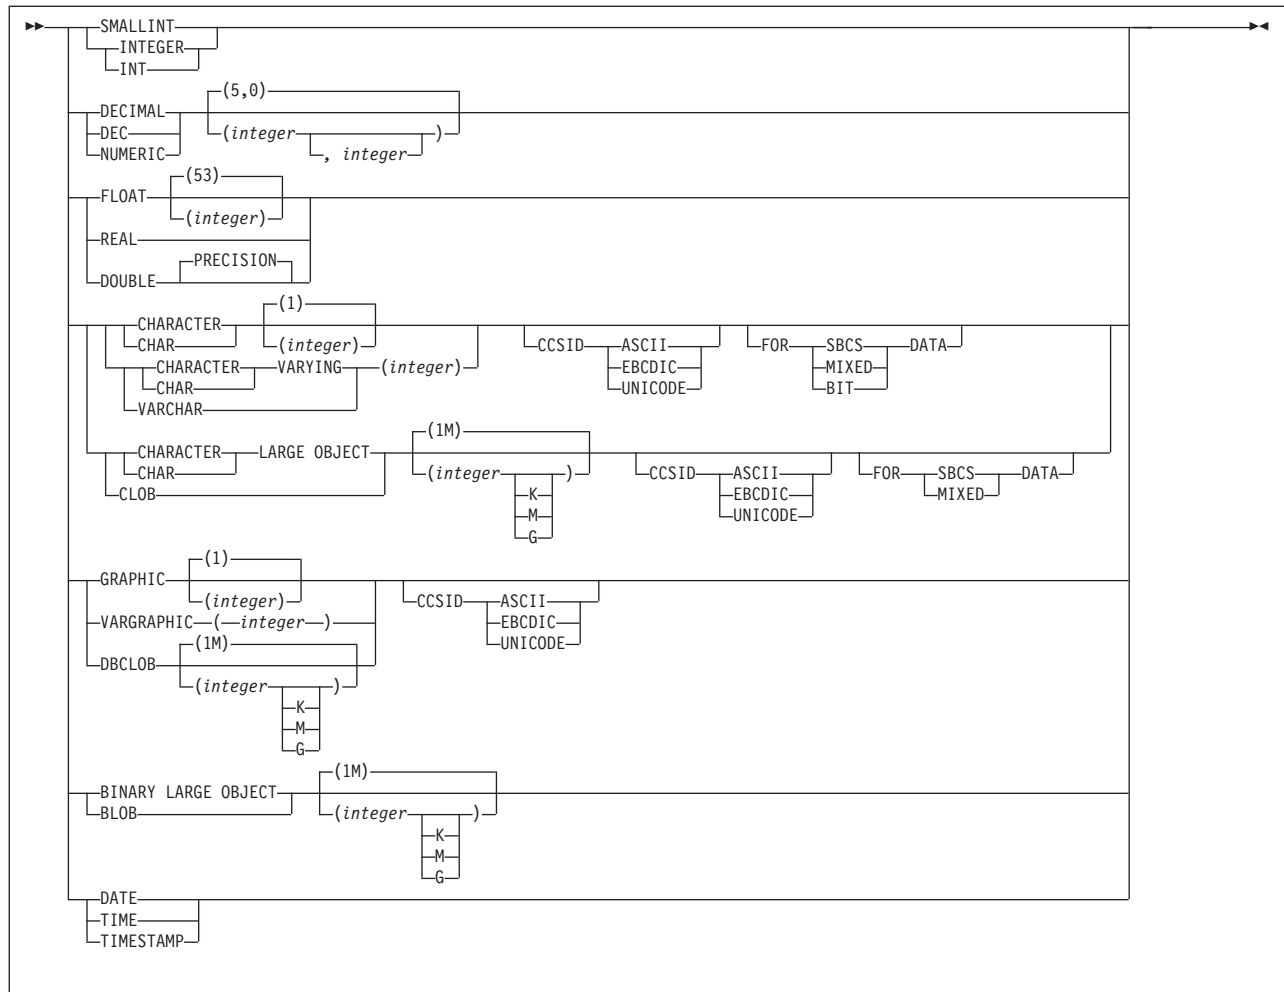 SMALLINT
INTEGER
INT
(5,0)
DECIMAL
DEC (integer )
NUMERIC , integer
(53)
FLOAT
(integer)
REAL
PRECISION
DOUBLE
(1)
CHARACTER
CHAR (integer) CCSID ASCII FOR SBCS DATA
CHARACTER VARYING (integer) EBCDIC MIXED
CHAR UNICODE BIT
VARCHAR
(1M)
CHARACTER LARGE OBJECT
CHAR (integer ) CCSID ASCII FOR SBCS DATA
CLOB K EBCDIC MIXED
M UNICODE
G
(1)
GRAPHIC
(integer) CCSID ASCII
VARGRAPHIC ( integer ) EBCDIC
(1M) UNICODE
DBCLOB
(integer )
K
M
G
(1M)
BINARY LARGE OBJECT
BLOB (integer )
K
M
G
DATE
TIME
TIMESTAMP